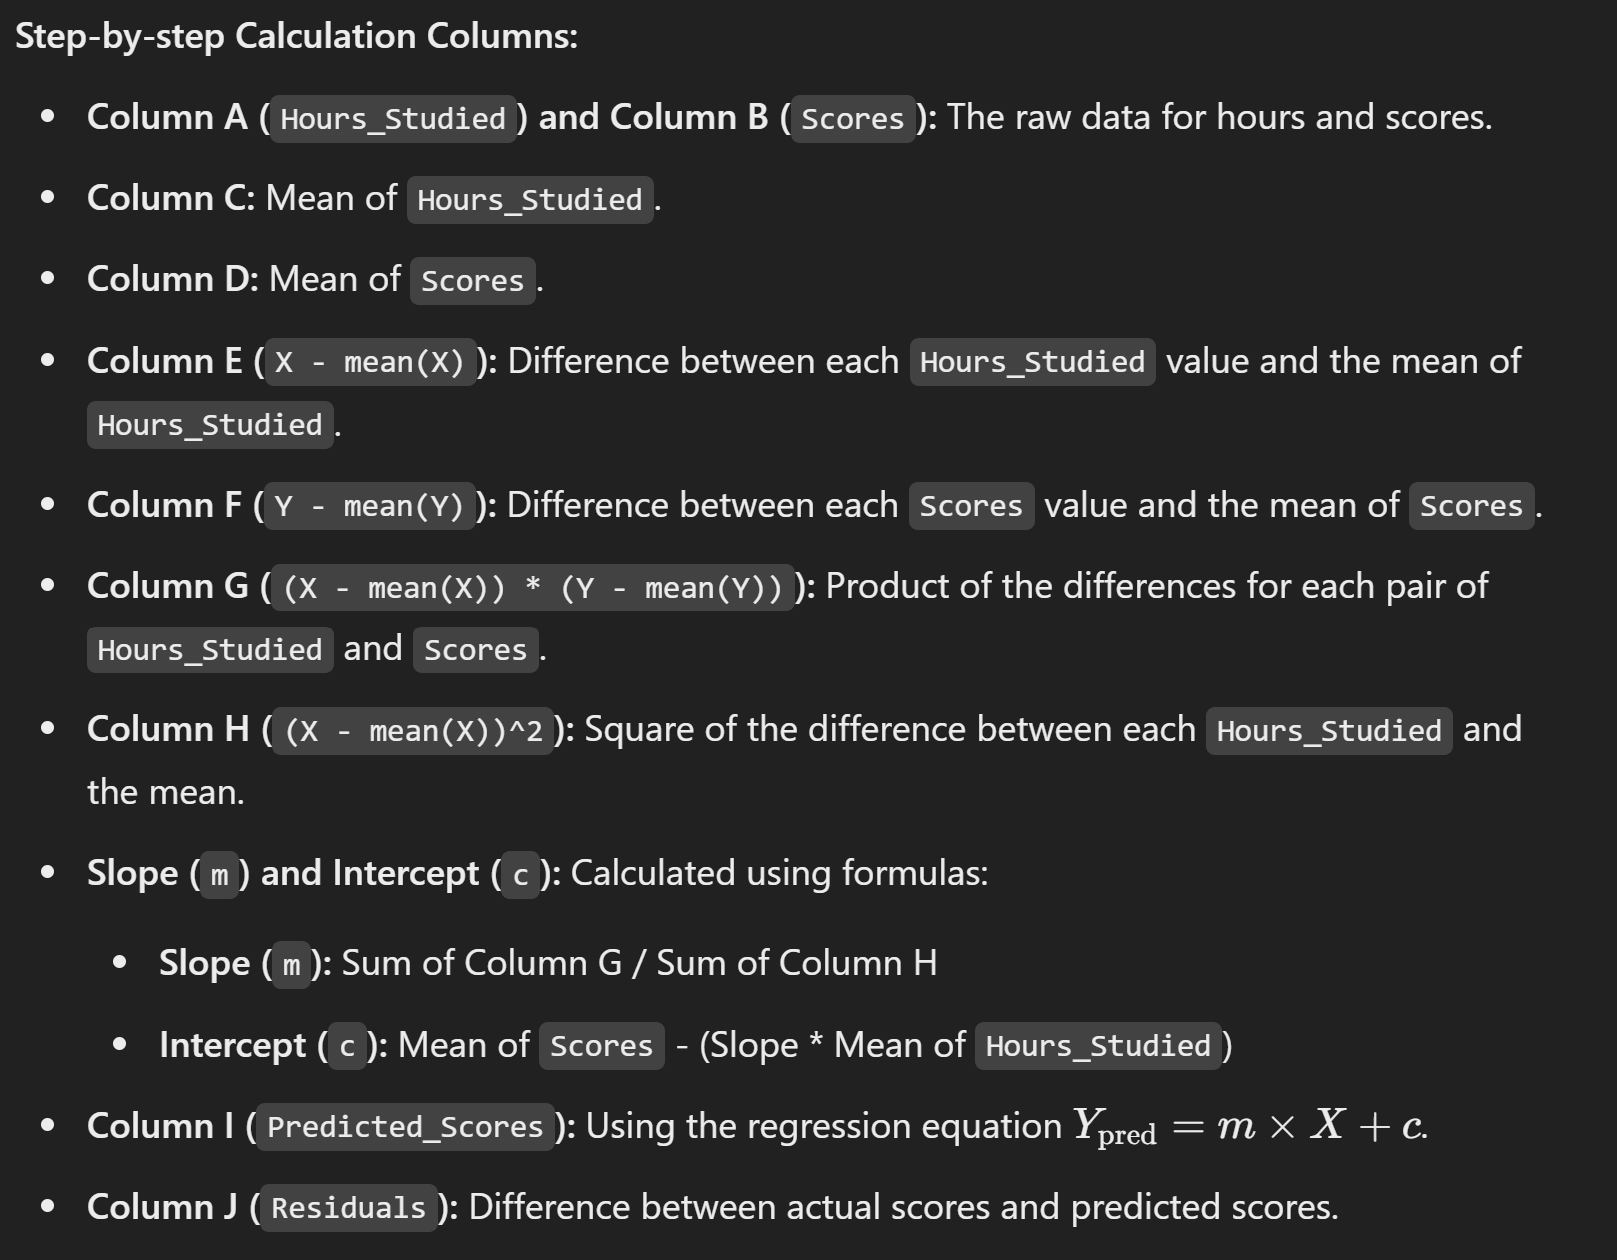 Step-by-step Calculation Columns:
• Column A (Hours_Studied) and Column B (Scores): The raw data for hours and scores.
• Column C: Mean of Hours_Studied.
• Column D: Mean of Scores.
• Column E (X - mean(X)): Difference between each Hours_Studied value and the mean of
Hours_Studied.
• Column F (Y - mean(Y)): Difference between each Scores value and the mean of Scores.
• Column G ((X - mean(X)) * (Y - mean(Y))): Product of the differences for each pair of
Hours_Studied and Scores.
• Column H ((X - mean(X))^2): Square of the difference between each Hours_Studied and
the mean.
• Slope (m) and Intercept (c): Calculated using formulas:
• Slope (m): Sum of Column G / Sum of Column H
• Intercept (c): Mean of Scores - (Slope * Mean of Hours_Studied)
• Column I (Predicted_Scores): Using the regression equation Y_pred = m × X + c.
• Column J (Residuals): Difference between actual scores and predicted scores.